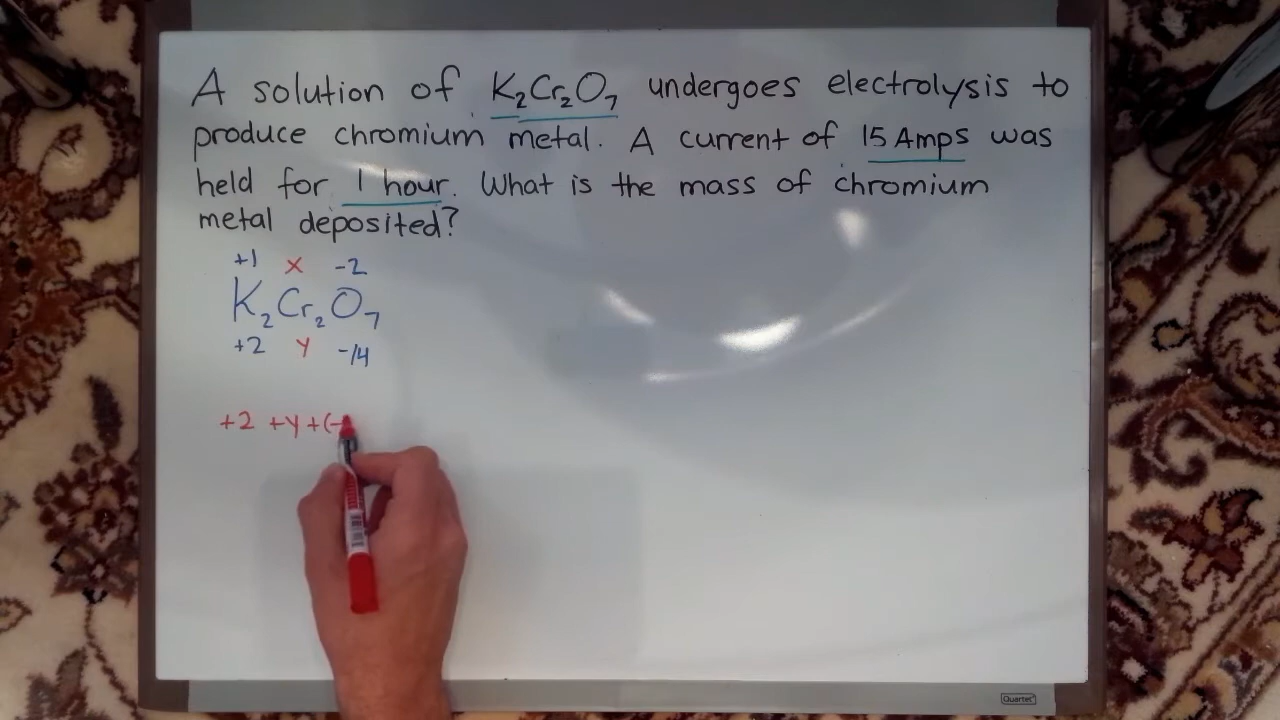 A solution of K₂Cr₂O₇ undergoes electrolysis to
produce chromium metal. A current of 15 Amps was
held for 1 hour. What is the mass of chromium
metal deposited?
+1 x -2
K₂Cr₂O₇
+2 y -14
+2 +y +(-
Quartet